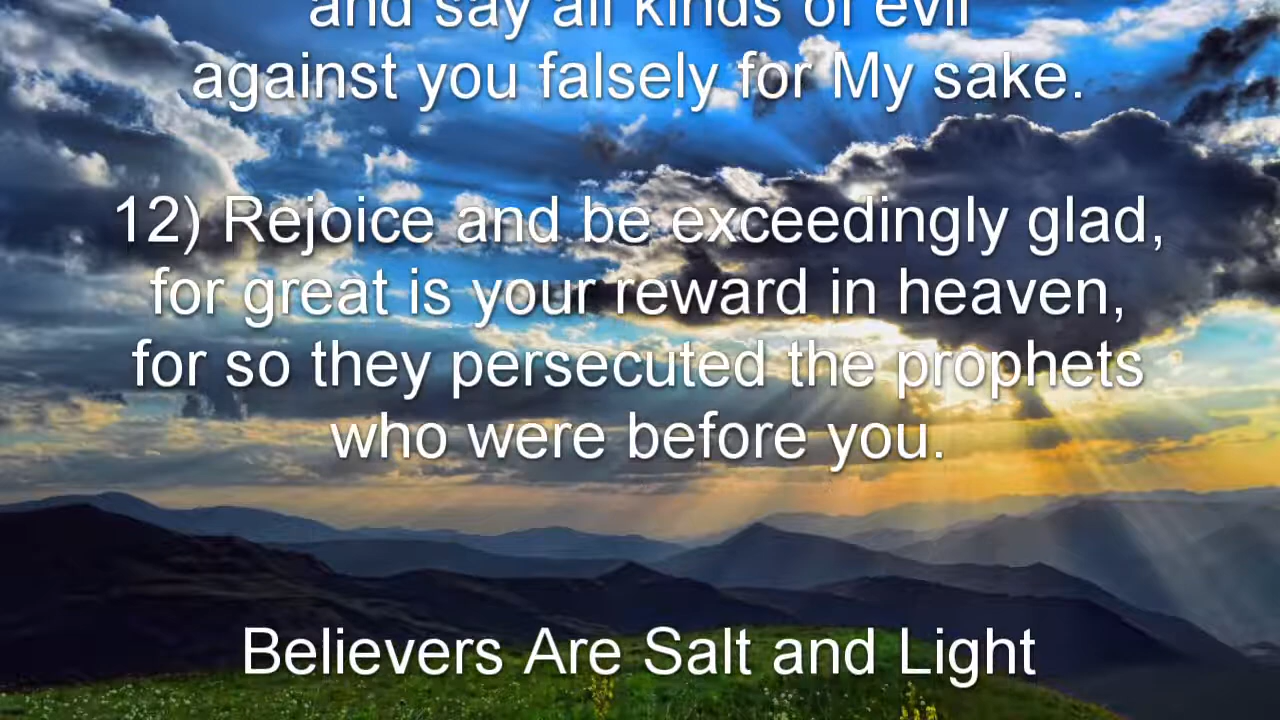 and say all kinds of evil
against you falsely for My sake.
12) Rejoice and be exceedingly glad,
for great is your reward in heaven,
for so they persecuted the prophets
who were before you.
Believers Are Salt and Light